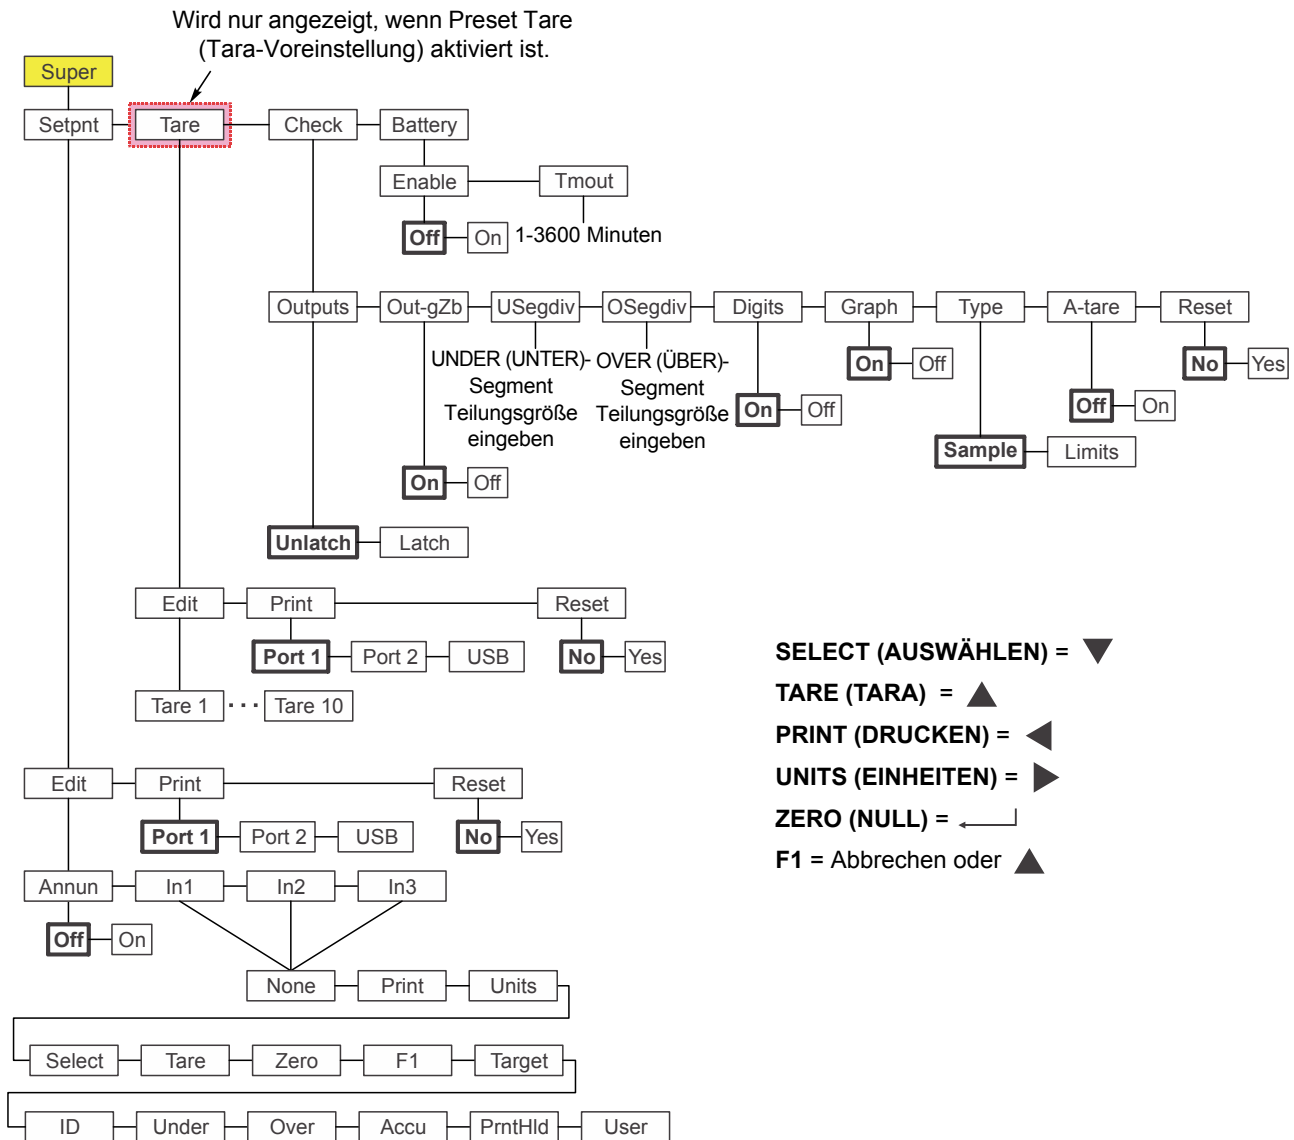 Wird nur angezeigt, wenn Preset Tare
(Tara-Voreinstellung) aktiviert ist.
Super
Setpnt Tare Check Battery
Enable Tmout
Off On 1-3600 Minuten
Outputs Out-gZb USegdiv OSegdiv Digits Graph Type A-tare Reset
UNDER (UNTER)-
Segment
Teilungsgröße
eingeben
OVER (ÜBER)-
Segment
Teilungsgröße
eingeben
On Off
No Yes
On Off
Off On
Sample Limits
On Off
Unlatch Latch
Edit Print Reset
Port 1 Port 2 USB No Yes
Tare 1 ··· Tare 10
Edit Print Reset
Port 1 Port 2 USB No Yes
Annun In1 In2 In3
Off On
None Print Units
Select Tare Zero F1 Target
ID Under Over Accu PrntHld User
SELECT (AUSWÄHLEN) = ▼
TARE (TARA) = ▲
PRINT (DRUCKEN) = ◀
UNITS (EINHEITEN) = ▶
ZERO (NULL) = ↵
F1 = Abbrechen oder ▲